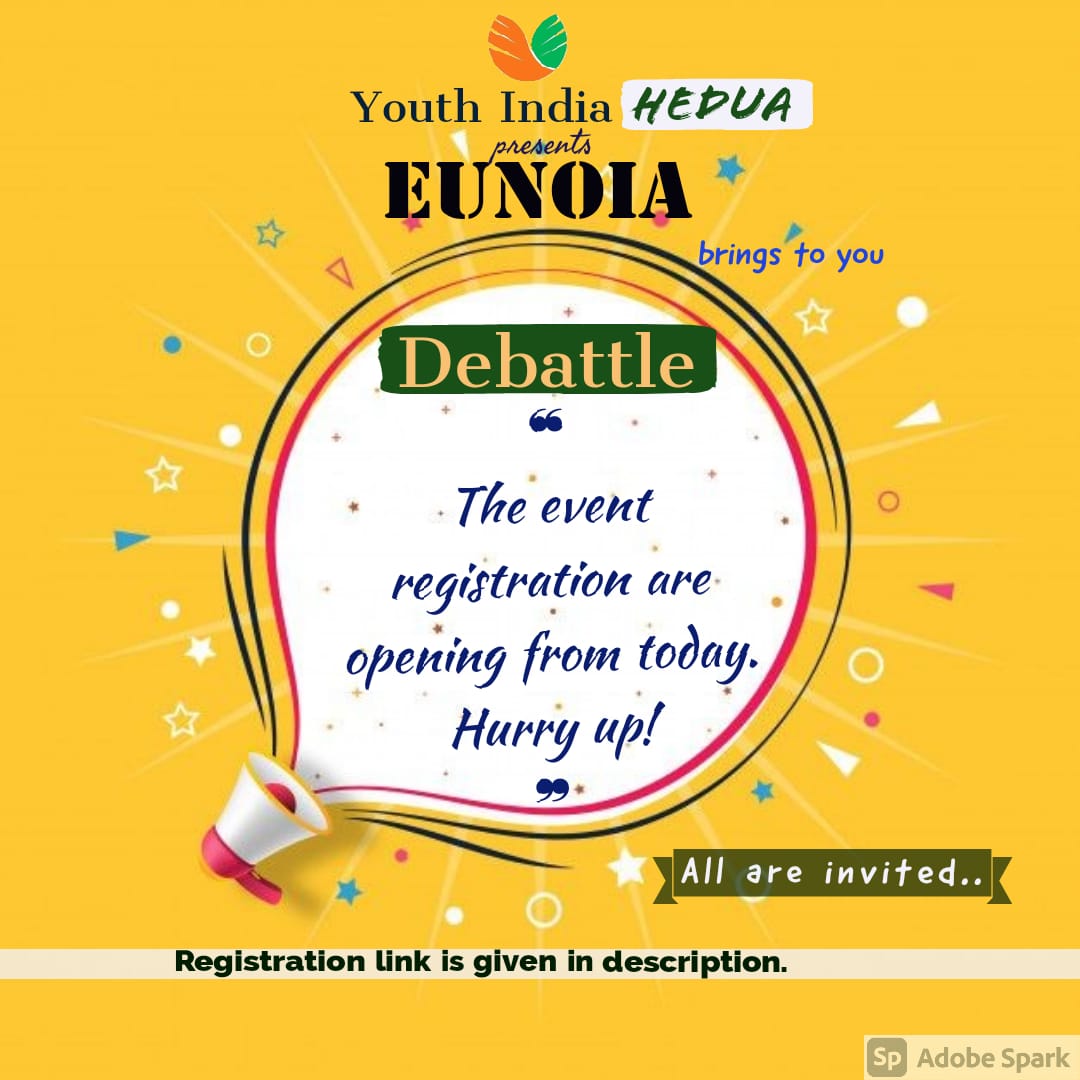 Youth India HEDUA
presents
EUNOIA
brings to you
Debattle
❝
The event
registration are
opening from today.
Hurry up!
❞
All are invited..
Registration link is given in description.
Sp Adobe Spark